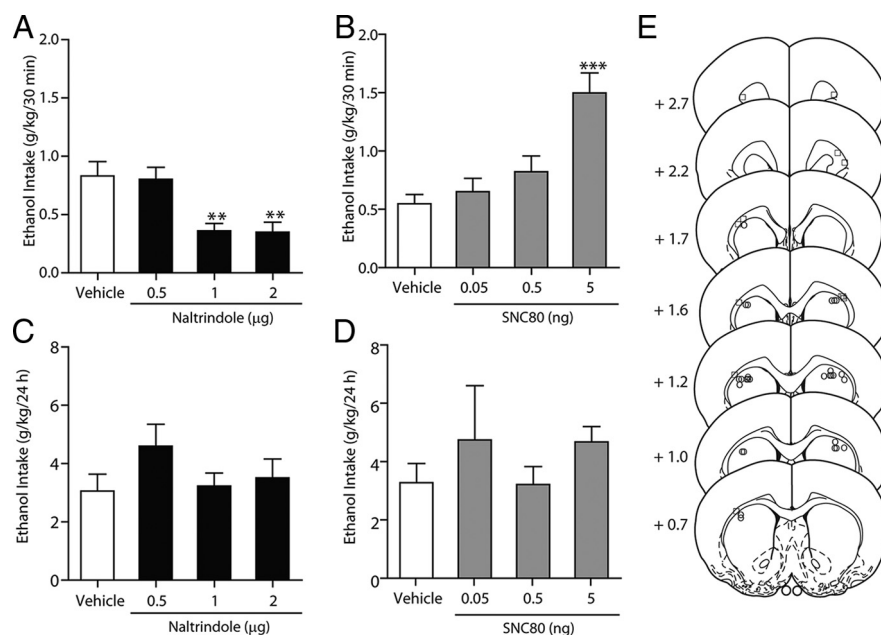 A
Ethanol Intake (g/kg/30 min)
2.0
1.5
1.0
0.5
0.0
** **
Vehicle 0.5 1 2
Naltrindole (μg)
B
Ethanol Intake (g/kg/30 min)
2.0
1.5
1.0
0.5
0.0
***
Vehicle 0.05 0.5 5
SNC80 (ng)
C
Ethanol Intake (g/kg/24 h)
8
6
4
2
0
Vehicle 0.5 1 2
Naltrindole (μg)
D
Ethanol Intake (g/kg/24 h)
8
6
4
2
0
Vehicle 0.05 0.5 5
SNC80 (ng)
E
+ 2.7
+ 2.2
+ 1.7
+ 1.6
+ 1.2
+ 1.0
+ 0.7